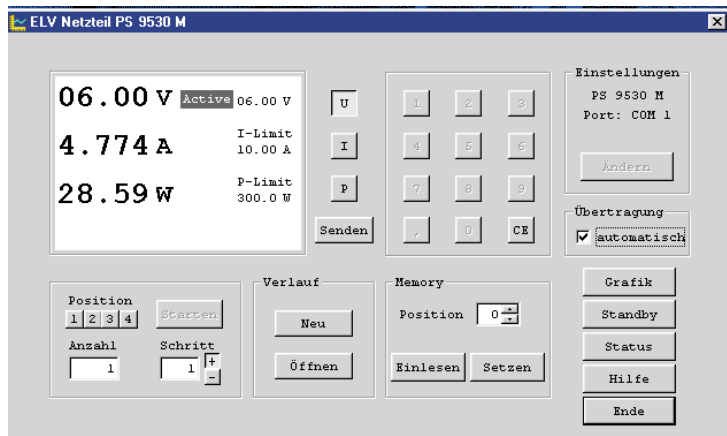 ELV Netzteil PS 9530 M
06.00 V Active 06.00 V
4.774 A I-Limit 10.00 A
28.59 W P-Limit 300.0 W
U
I
P
Senden
1 2 3
4 5 6
7 8 9
, 0 CE
Einstellungen
PS 9530 M
Port: COM 1
Ändern
Übertragung
automatisch
Position
1 2 3 4
Starten
Anzahl
1
Schritt
1
+
-
Verlauf
Neu
Öffnen
Memory
Position 0
Einlesen Setzen
Grafik
Standby
Status
Hilfe
Ende